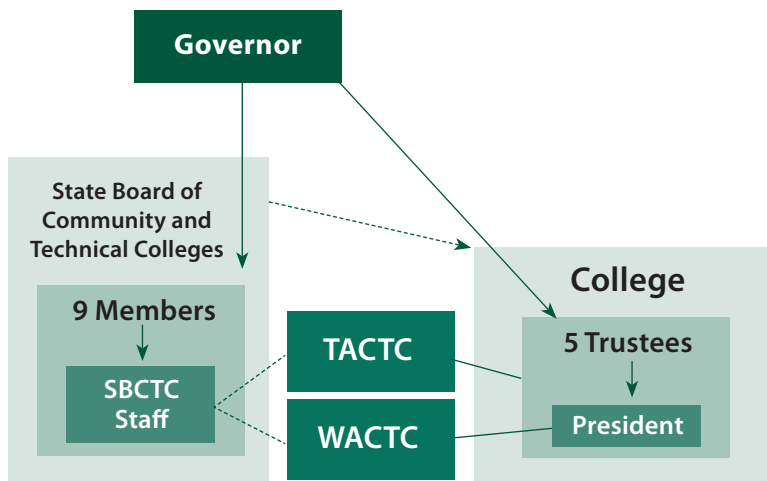 Governor
State Board of
Community and
Technical Colleges
9 Members
SBCTC
Staff
TACTC
WACTC
College
5 Trustees
President